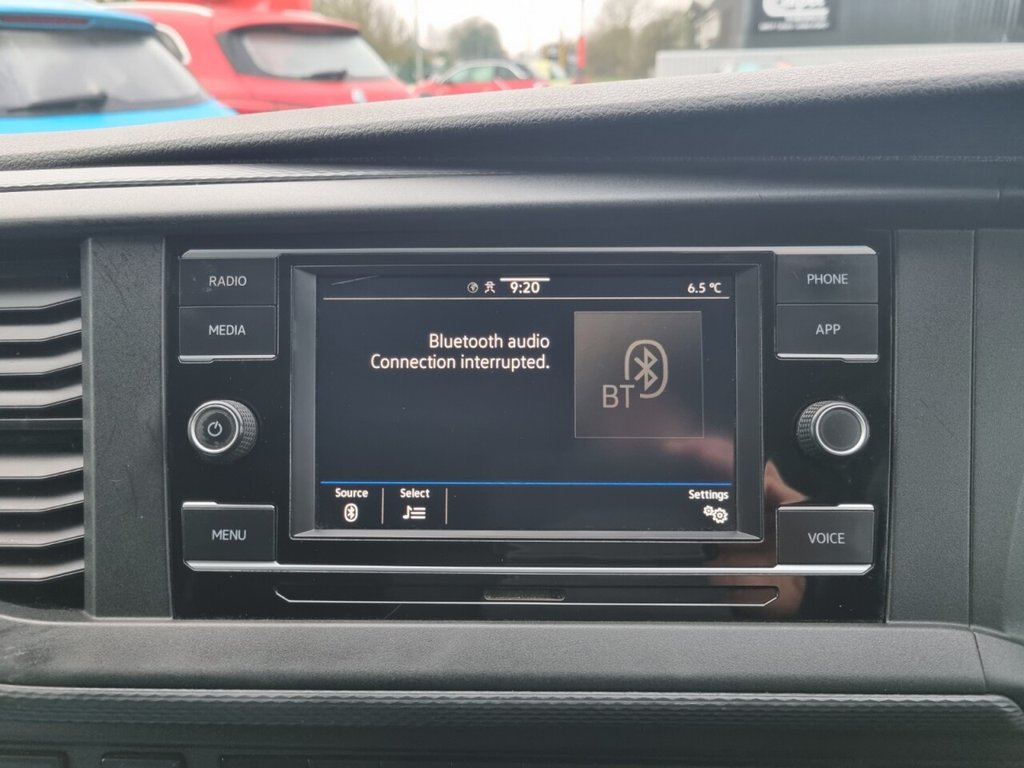 RADIO
MEDIA
MENU
9:20
6.5 °C
Bluetooth audio
Connection interrupted.
BT
Source
Select
Settings
PHONE
APP
VOICE